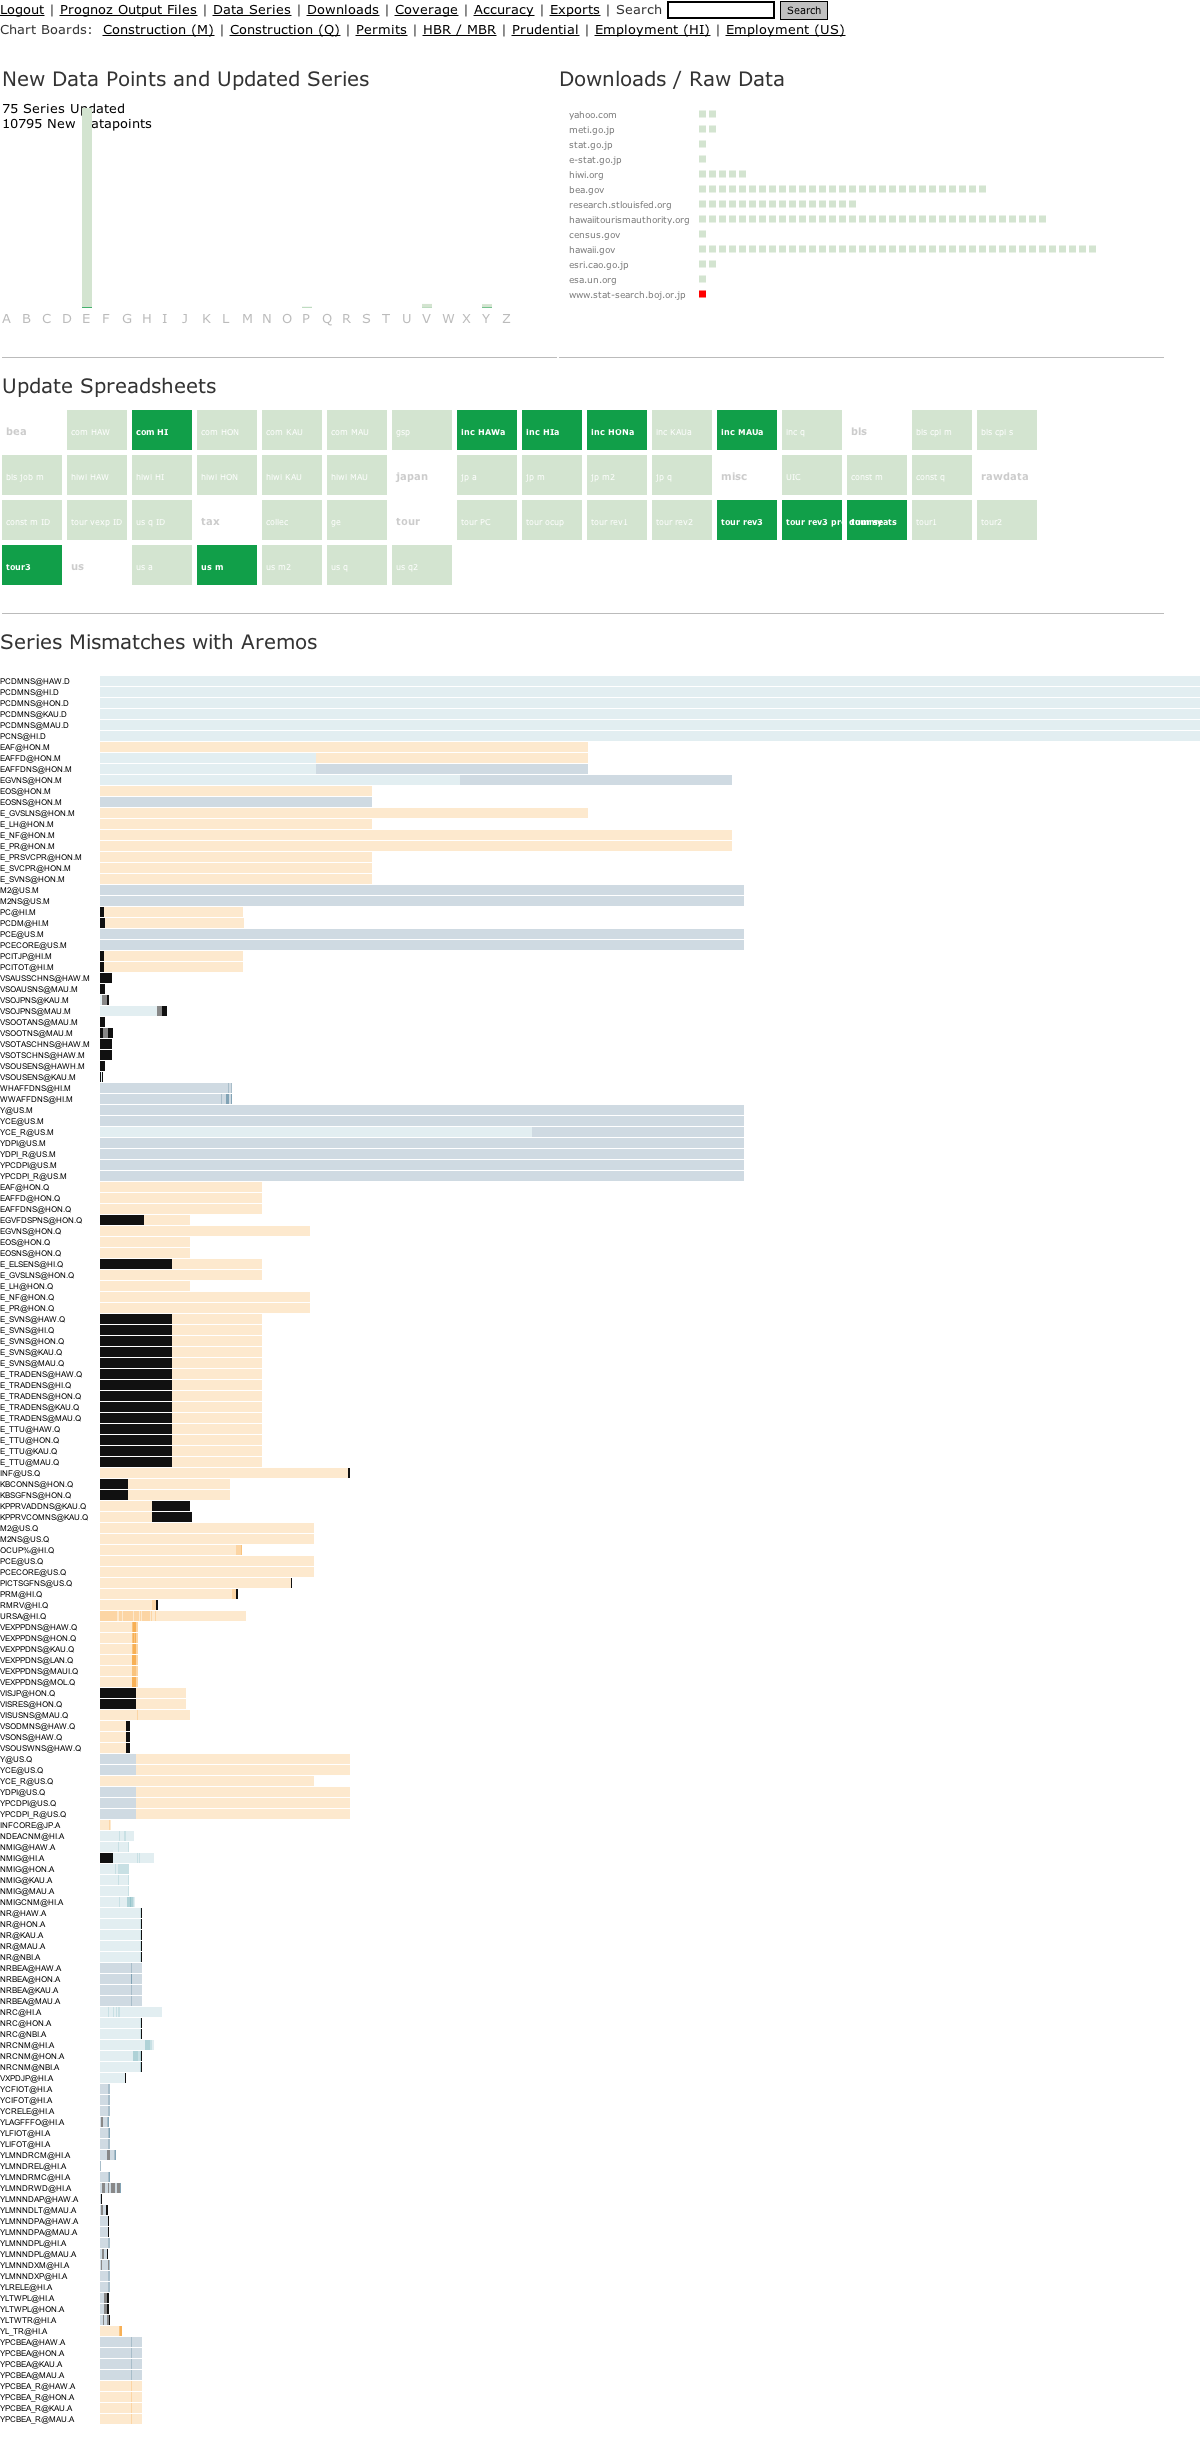 Logout | Prognoz Output Files | Data Series | Downloads | Coverage | Accuracy | Exports | Search Search
Chart Boards: Construction (M) | Construction (Q) | Permits | HBR / MBR | Prudential | Employment (HI) | Employment (US)
New Data Points and Updated Series
75 Series Updated
10795 New Datapoints
A B C D E F G H I J K L M N O P Q R S T U V W X Y Z
Downloads / Raw Data
yahoo.com
meti.go.jp
stat.go.jp
e-stat.go.jp
hiwi.org
bea.gov
research.stlouisfed.org
hawaiitourismauthority.org
census.gov
hawaii.gov
esri.cao.go.jp
esa.un.org
www.stat-search.boj.or.jp
Update Spreadsheets
bea com HAW com HI com HON com KAU com MAU gsp inc HAWa inc HIa inc HONa inc KAUa inc MAUa inc q bls bls cpi m bls cpi s
bls job m hiwi HAW hiwi HI hiwi HON hiwi KAU hiwi MAU japan jp a jp m jp m2 jp q misc UIC const m const q rawdata
const m ID tour vexp ID us q ID tax collec ge tour tour PC tour ocup tour rev1 tour rev2 tour rev3 tour rev3 tour1 tour2
tour3 us us a us m us m2 us q us q2
Series Mismatches with Aremos
PCDMNS@HAW.D
PCDMNS@HI.D
PCDMNS@HON.D
PCDMNS@KAU.D
PCDMNS@MAU.D
PCNS@HI.D
EAF@HON.M
EAFFD@HON.M
EAFFDNS@HON.M
EGVNS@HON.M
EOS@HON.M
EOSNS@HON.M
E_GVSLNS@HON.M
E_LH@HON.M
E_NF@HON.M
E_PR@HON.M
E_PRSVCPR@HON.M
E_SVCPR@HON.M
E_SVNS@HON.M
M2@US.M
M2NS@US.M
PC@HI.M
PCDM@HI.M
PCE@US.M
PCECORE@US.M
PCITJP@HI.M
PCITOT@HI.M
VSAUSSCHNS@HAW.M
VSOAUSNS@MAU.M
VSOJPNS@KAU.M
VSOJPNS@MAU.M
VSOOTANS@MAU.M
VSOOTNS@MAU.M
VSOTASCHNS@HAW.M
VSOTSCHNS@HAW.M
VSOUSENS@HAWH.M
VSOUSENS@KAU.M
WHAFFDNS@HI.M
WWAFFDNS@HI.M
Y@US.M
YCE@US.M
YCE_R@US.M
YDPI@US.M
YDPI_R@US.M
YPCDPI@US.M
YPCDPI_R@US.M
EAF@HON.Q
EAFFD@HON.Q
EAFFDNS@HON.Q
EGVFDSPNS@HON.Q
EGVNS@HON.Q
EOS@HON.Q
EOSNS@HON.Q
E_ELSENS@HI.Q
E_GVSLNS@HON.Q
E_LH@HON.Q
E_NF@HON.Q
E_PR@HON.Q
E_SVNS@HAW.Q
E_SVNS@HI.Q
E_SVNS@HON.Q
E_SVNS@KAU.Q
E_SVNS@MAU.Q
E_TRADENS@HAW.Q
E_TRADENS@HI.Q
E_TRADENS@HON.Q
E_TRADENS@KAU.Q
E_TRADENS@MAU.Q
E_TTU@HAW.Q
E_TTU@HON.Q
E_TTU@KAU.Q
E_TTU@MAU.Q
INF@US.Q
KBCONNS@HON.Q
KBSGFNS@HON.Q
KPPRVADDNS@KAU.Q
KPPRVCOMNS@KAU.Q
M2@US.Q
M2NS@US.Q
OCUP%@HI.Q
PCE@US.Q
PCECORE@US.Q
PICTSGFNS@US.Q
PRM@HI.Q
RMRV@HI.Q
URSA@HI.Q
VEXPPDNS@HAW.Q
VEXPPDNS@HON.Q
VEXPPDNS@KAU.Q
VEXPPDNS@LAN.Q
VEXPPDNS@MAUI.Q
VEXPPDNS@MOL.Q
VISJP@HON.Q
VISRES@HON.Q
VISUSNS@MAU.Q
VSODMNS@HAW.Q
VSONS@HAW.Q
VSOUSWNS@HAW.Q
Y@US.Q
YCE@US.Q
YCE_R@US.Q
YDPI@US.Q
YPCDPI@US.Q
YPCDPI_R@US.Q
INFCORE@JP.A
NDEACNM@HI.A
NMIG@HAW.A
NMIG@HI.A
NMIG@HON.A
NMIG@KAU.A
NMIG@MAU.A
NMIGCNM@HI.A
NR@HAW.A
NR@HON.A
NR@KAU.A
NR@MAU.A
NR@NBI.A
NRBEA@HAW.A
NRBEA@HON.A
NRBEA@KAU.A
NRBEA@MAU.A
NRC@HI.A
NRC@HON.A
NRC@NBI.A
NRCNM@HI.A
NRCNM@HON.A
NRCNM@NBI.A
VXPDJP@HI.A
YCFIOT@HI.A
YCIFOT@HI.A
YCRELE@HI.A
YLAGFFFO@HI.A
YLFIOT@HI.A
YLIFOT@HI.A
YLMNDRCM@HI.A
YLMNDREL@HI.A
YLMNDRMC@HI.A
YLMNDRWD@HI.A
YLMNNDAP@HAW.A
YLMNNDLT@MAU.A
YLMNNDPA@HAW.A
YLMNNDPA@MAU.A
YLMNNDPL@HI.A
YLMNNDPL@MAU.A
YLMNNDXM@HI.A
YLMNNDXP@HI.A
YLRELE@HI.A
YLTWPL@HI.A
YLTWPL@HON.A
YLTWTR@HI.A
YL_TR@HI.A
YPCBEA@HAW.A
YPCBEA@HON.A
YPCBEA@KAU.A
YPCBEA@MAU.A
YPCBEA_R@HAW.A
YPCBEA_R@HON.A
YPCBEA_R@KAU.A
YPCBEA_R@MAU.A